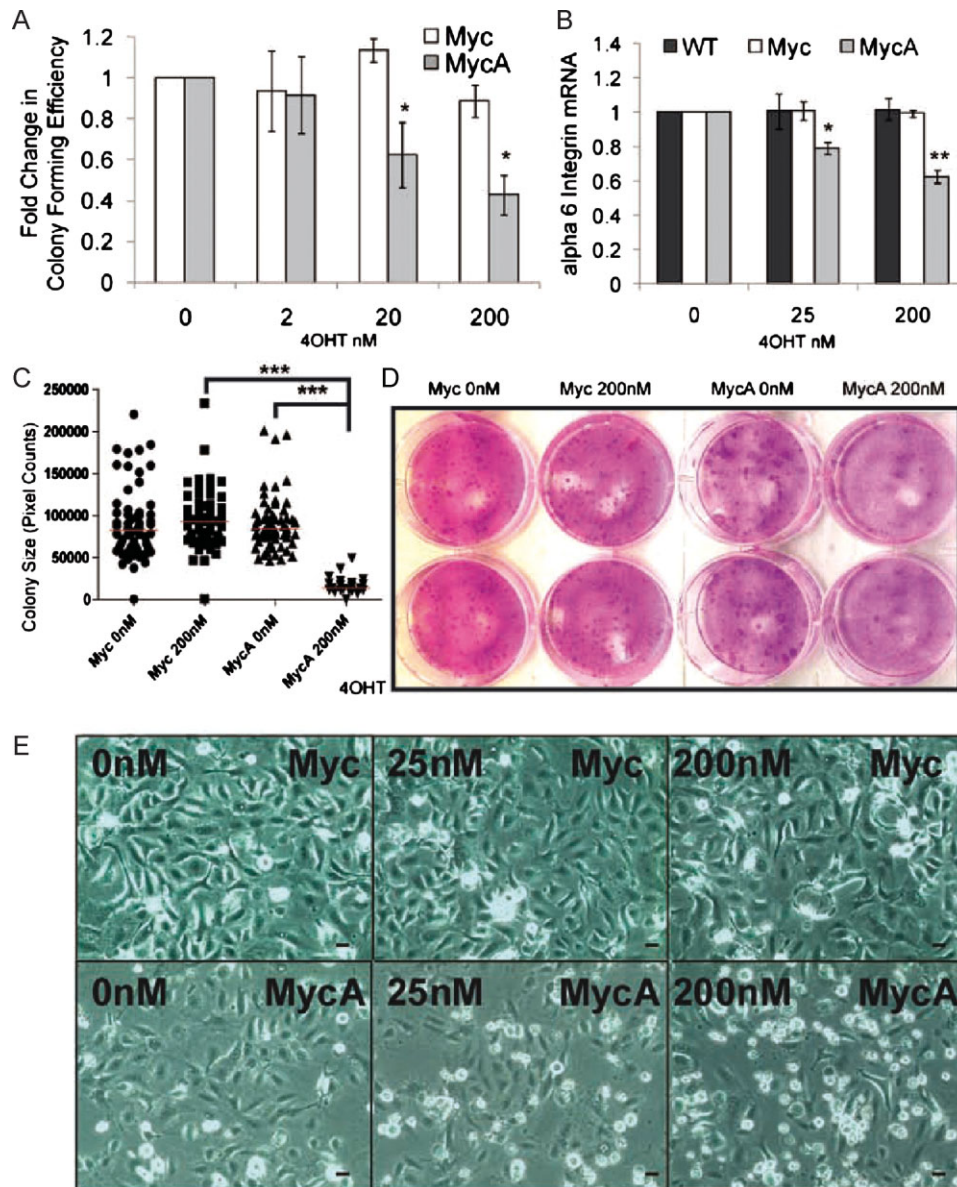 A
Fold Change in
Colony Forming Efficiency
1.2
1
0.8
0.6
0.4
0.2
0
Myc
MycA
*
*
0 2 20 200
4OHT nM
B
alpha 6 Integrin mRNA
1.4
1.2
1
0.8
0.6
0.4
0.2
0
WT Myc MycA
*
**
0 25 200
4OHT nM
C
Colony Size (Pixel Counts)
250000
200000
150000
100000
50000
0
***
***
Myc 0nM
Myc 200nM
MycA 0nM
MycA 200nM
4OHT
D
Myc 0nM Myc 200nM MycA 0nM MycA 200nM
E
0nM Myc 25nM Myc 200nM Myc
0nM MycA 25nM MycA 200nM MycA